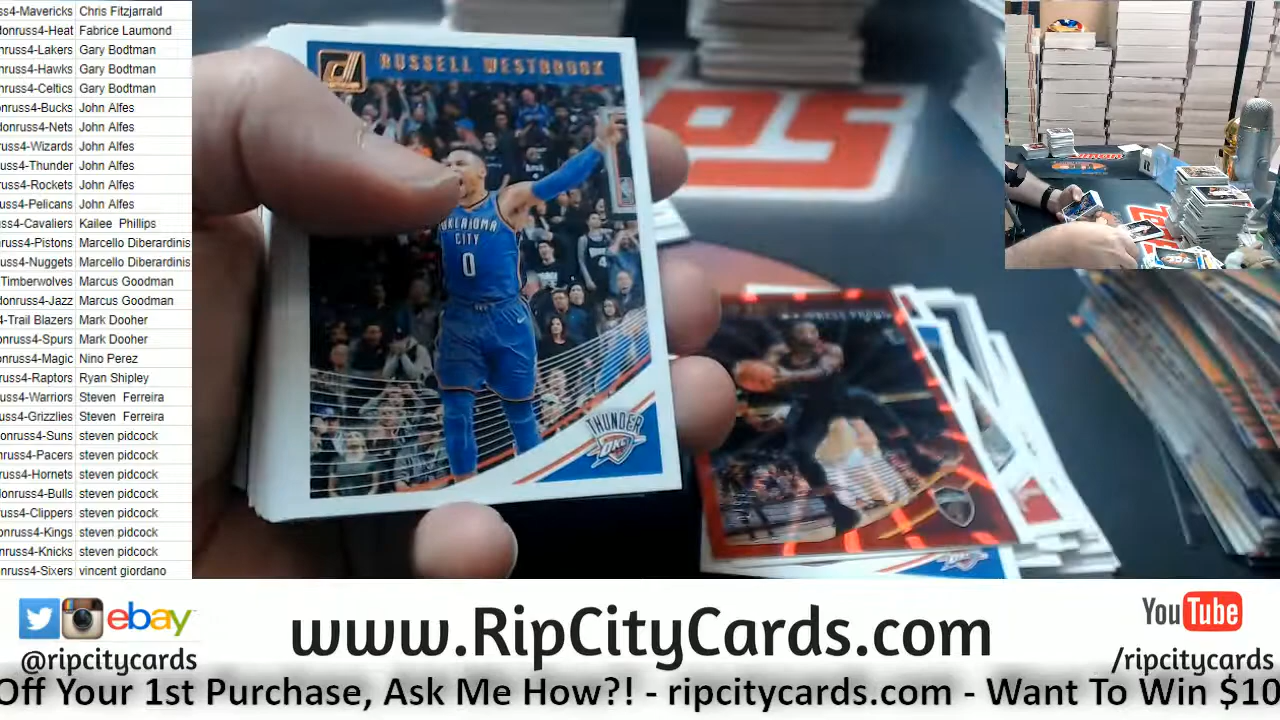 ss4-Mavericks Chris Fitzjarrald
onruss4-Heat Fabrice Laumond
nruss4-Lakers Gary Bodtman
nruss4-Hawks Gary Bodtman
nruss4-Celtics Gary Bodtman
onruss4-Bucks John Alfes
donruss4-Nets John Alfes
russ4-Wizards John Alfes
uss4-Thunder John Alfes
uss4-Rockets John Alfes
uss4-Pelicans John Alfes
ss4-Cavaliers Kailee Phillips
russ4-Pistons Marcello Diberardinis
uss4-Nuggets Marcello Diberardinis
Timberwolves Marcus Goodman
donruss4-Jazz Marcus Goodman
4-Trail Blazers Mark Dooher
onruss4-Spurs Mark Dooher
onruss4-Magic Nino Perez
russ4-Raptors Ryan Shipley
russ4-Warriors Steven Ferreira
uss4-Grizzlies Steven Ferreira
onruss4-Suns steven pidcock
nruss4-Pacers steven pidcock
russ4-Hornets steven pidcock
donruss4-Bulls steven pidcock
russ4-Clippers steven pidcock
onruss4-Kings steven pidcock
nruss4-Knicks steven pidcock
onruss4-Sixers vincent giordano
RUSSELL WESTBROOK
OKLAHOMA
CITY
0
THUNDER
OKC
PS
ebay
@ripcitycards
www.RipCityCards.com
YouTube
/ripcitycards
Off Your 1st Purchase, Ask Me How?! - ripcitycards.com - Want To Win $10